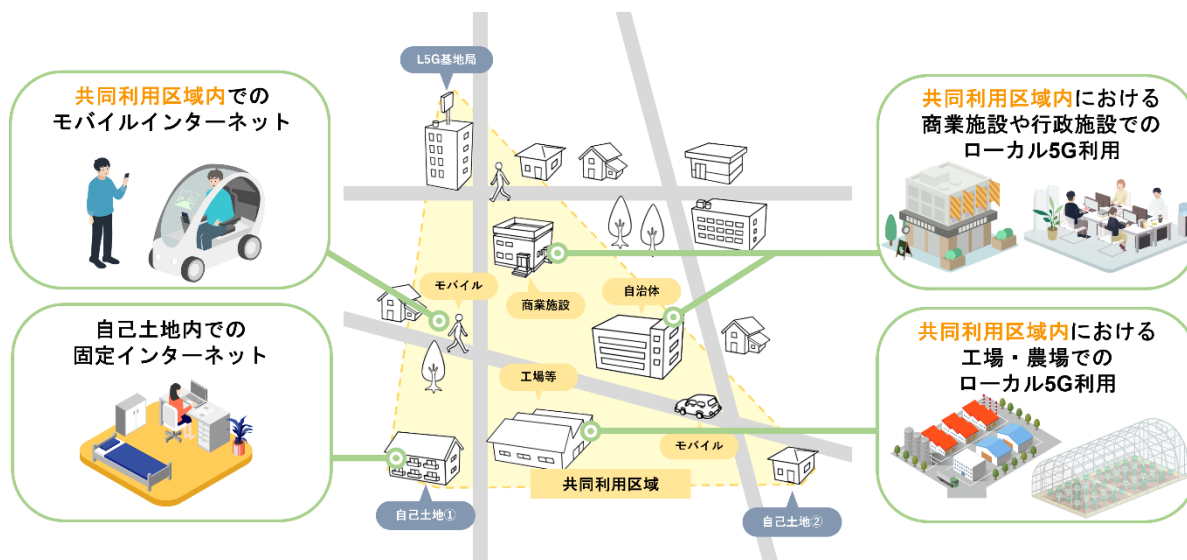 L5G基地局
共同利用区域内での
モバイルインターネット
共同利用区域内における
商業施設や行政施設での
ローカル5G利用
モバイル
商業施設
自治体
自己土地内での
固定インターネット
共同利用区域内における
工場・農場での
ローカル5G利用
工場等
モバイル
共同利用区域
自己土地①
自己土地②